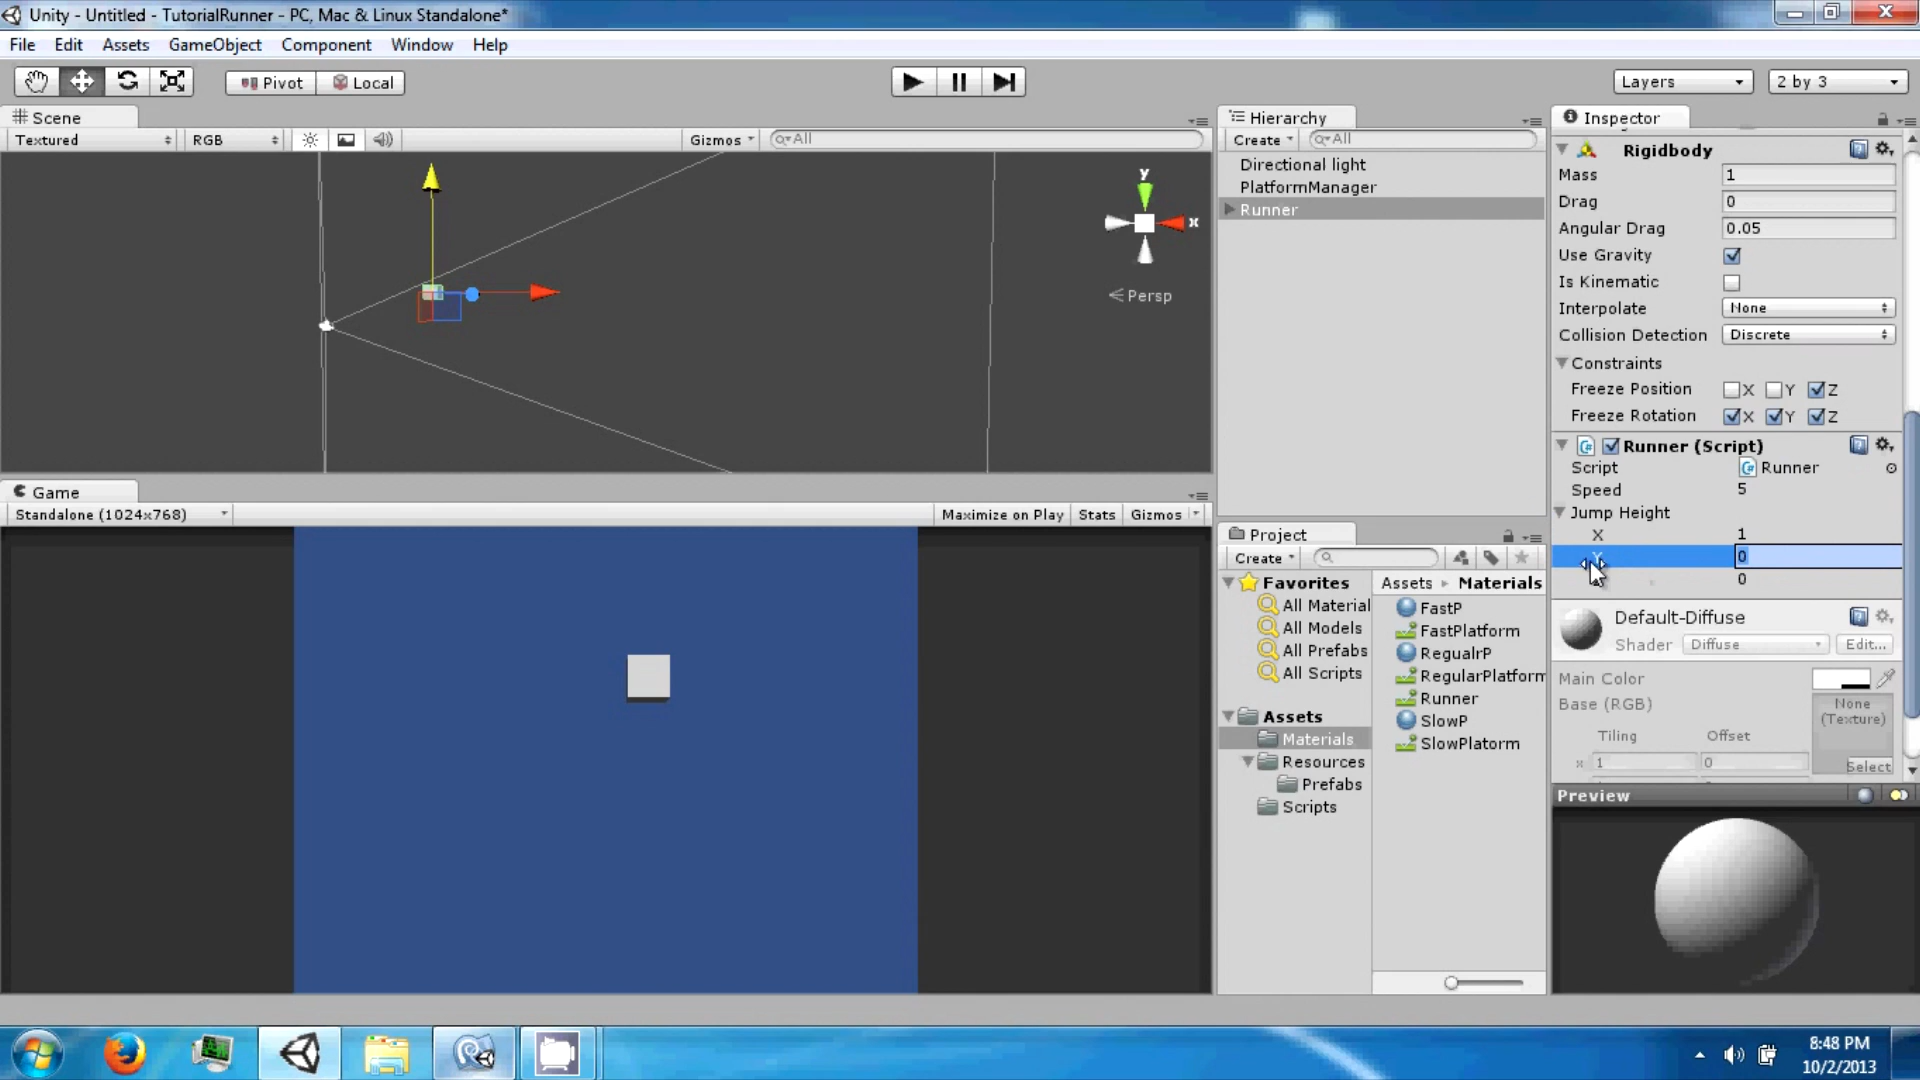 Unity - Untitled - TutorialRunner - PC, Mac & Linux Standalone*
File Edit Assets GameObject Component Window Help
Pivot Local Layers 2 by 3
Scene
Textured RGB Gizmos All
y
x
Persp
Game
Standalone (1024x768) Maximize on Play Stats Gizmos
Hierarchy
Create All
Directional light
PlatformManager
Runner
Project
Create
Favorites
All Material
All Models
All Prefabs
All Scripts
Assets
Materials
Resources
Prefabs
Scripts
Assets Materials
FastP
FastPlatform
RegualrP
RegularPlatform
Runner
SlowP
SlowPlatorm
Inspector
Rigidbody
Mass 1
Drag 0
Angular Drag 0.05
Use Gravity
Is Kinematic
Interpolate None
Collision Detection Discrete
Constraints
Freeze Position X Y Z
Freeze Rotation X Y Z
Runner (Script)
Script Runner
Speed 5
Jump Height
X 1
Y 0
0
Default-Diffuse
Shader Diffuse Edit...
Main Color
Base (RGB) None
(Texture)
Tiling Offset
x 1 0
Select
Preview
8:48 PM
10/2/2013